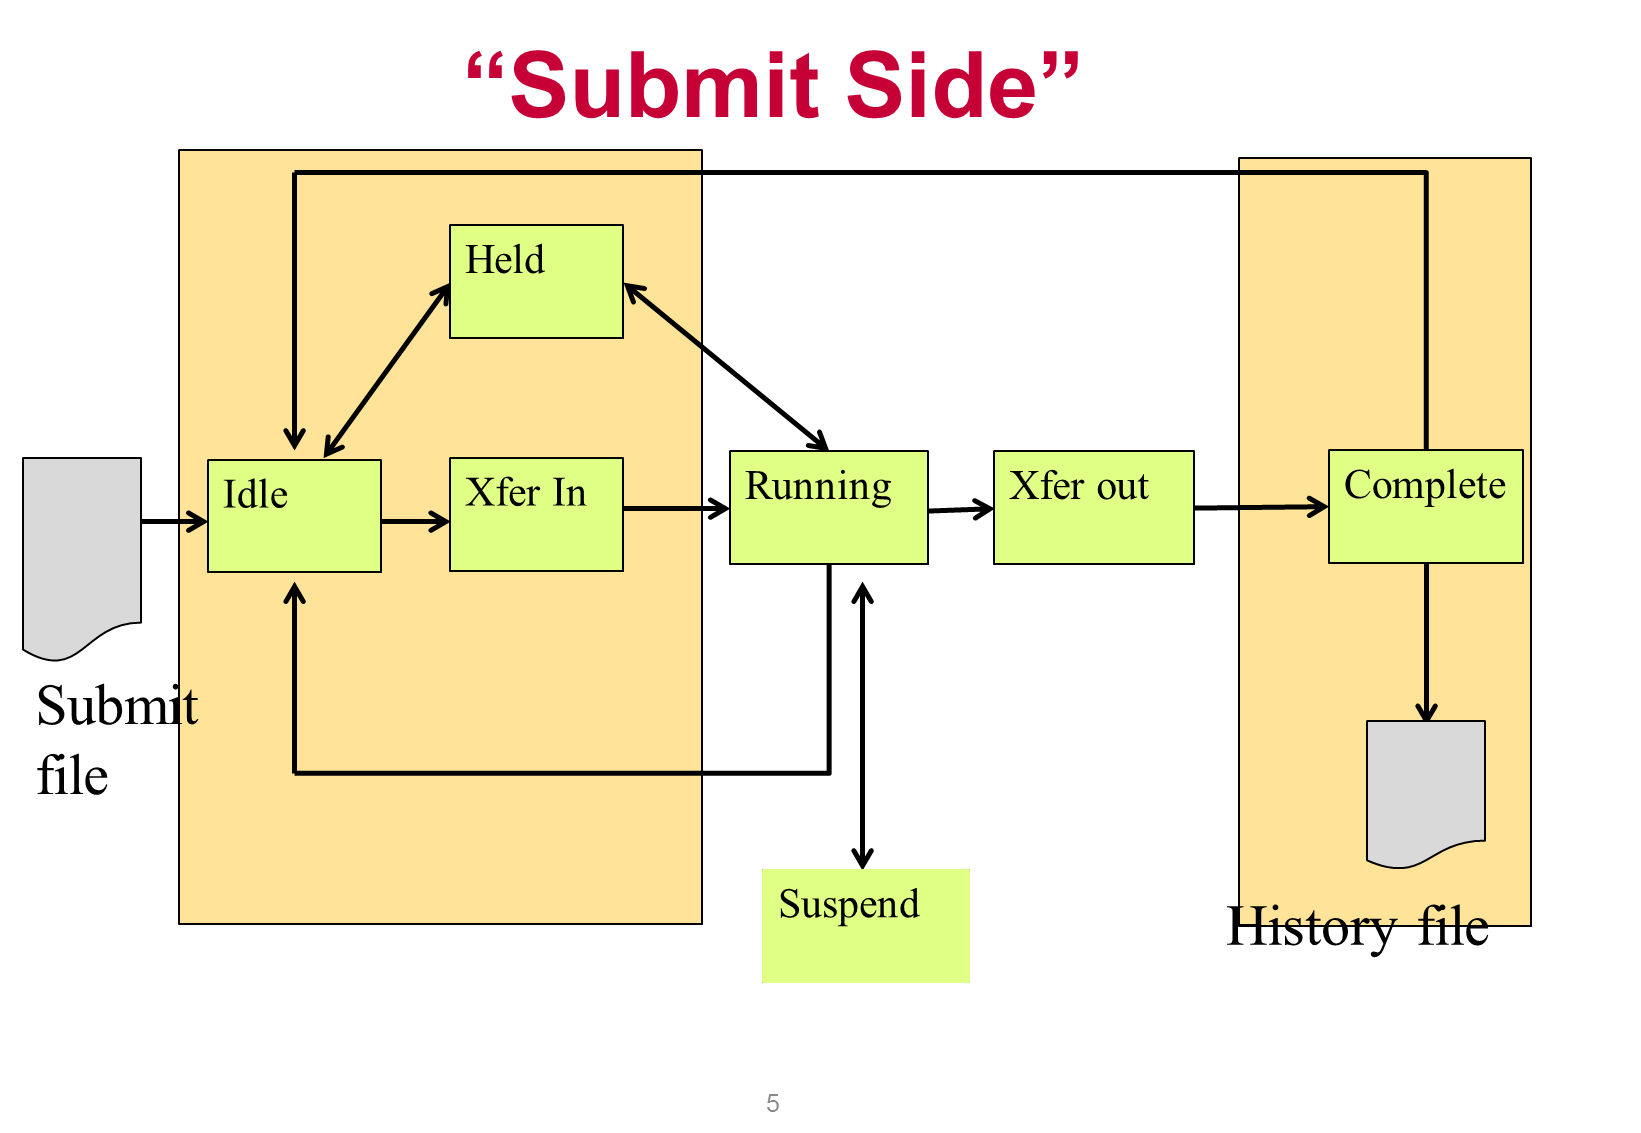 “Submit Side”
Held
Idle
Xfer In
Running
Xfer out
Complete
Submit
file
Suspend
History file
5